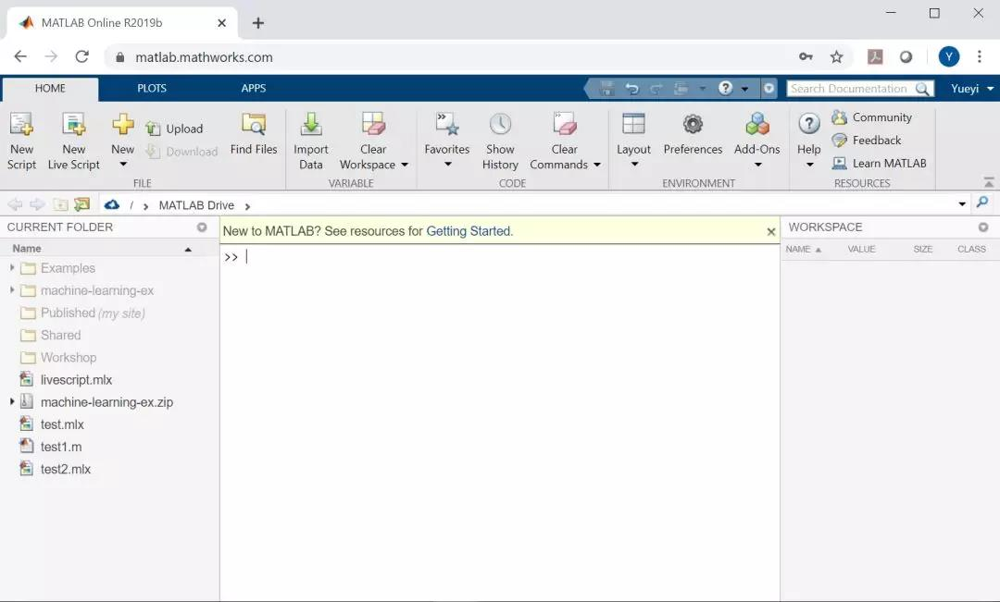 MATLAB Online R2019b
matlab.mathworks.com
Y
HOME PLOTS APPS
Search Documentation
Yueyi
New Script
New Live Script
New
Upload
Download
Find Files
FILE
Import Data
Clear Workspace
VARIABLE
Favorites
Show History
Clear Commands
CODE
Layout
Preferences
Add-Ons
ENVIRONMENT
Help
Community
Feedback
Learn MATLAB
RESOURCES
/ › MATLAB Drive ›
CURRENT FOLDER
Name
Examples
machine-learning-ex
Published (my site)
Shared
Workshop
livescript.mlx
machine-learning-ex.zip
test.mlx
test1.m
test2.mlx
New to MATLAB? See resources for Getting Started.
>>
WORKSPACE
NAME VALUE SIZE CLASS